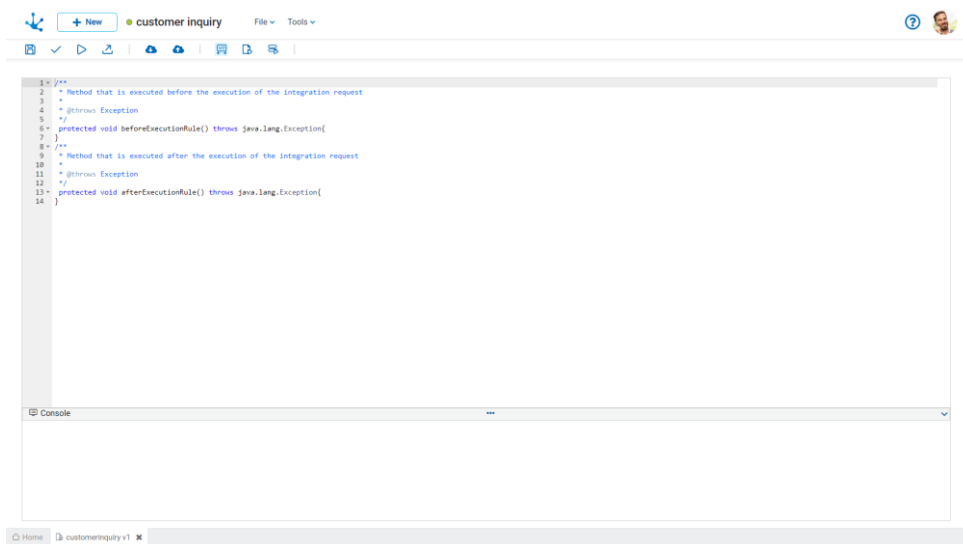 + New customer inquiry File Tools ?
1 /**
2 * Method that is executed before the execution of the integration request
3 *
4 * @throws Exception
5 */
6 protected void beforeExecutionRule() throws java.lang.Exception{
7 }
8 /**
9 * Method that is executed after the execution of the integration request
10 *
11 * @throws Exception
12 */
13 protected void afterExecutionRule() throws java.lang.Exception{
14 }
Console
Home customerinquiry v1